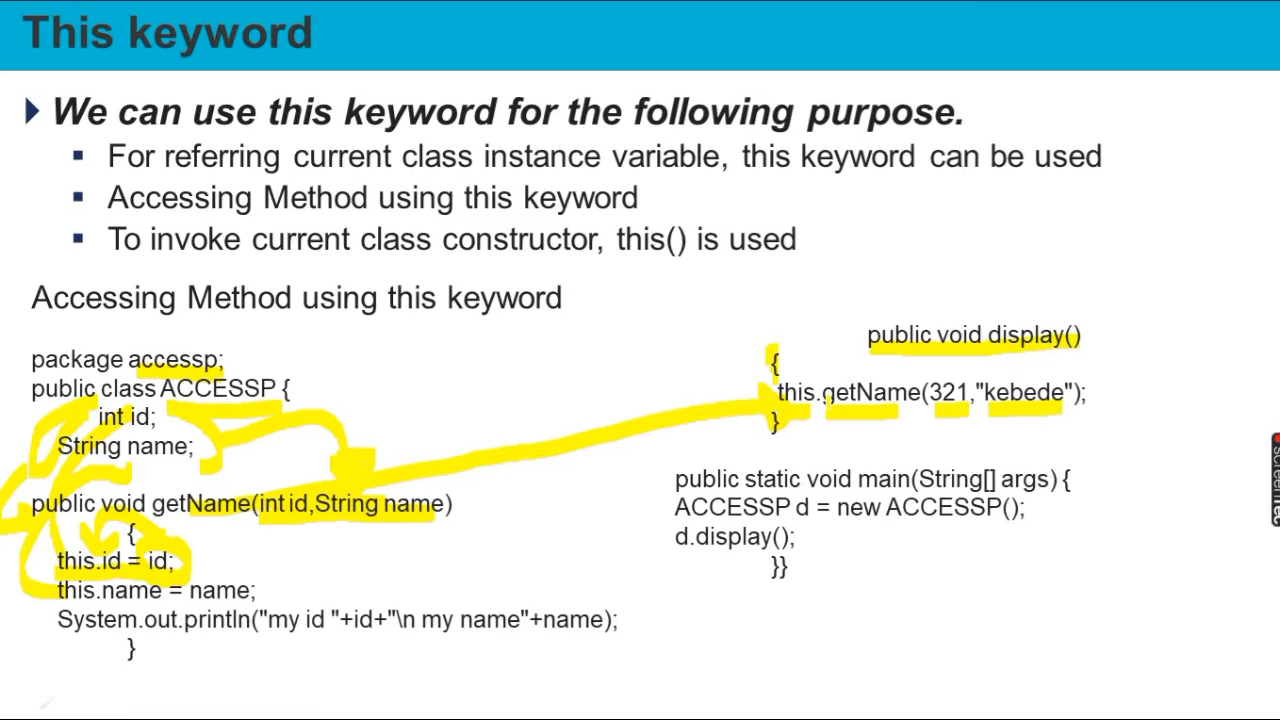 This keyword
We can use this keyword for the following purpose.
For referring current class instance variable, this keyword can be used
Accessing Method using this keyword
To invoke current class constructor, this() is used
Accessing Method using this keyword
package accessp;
public class ACCESSP {
int id;
String name;
public void getName(int id,String name)
{
this.id = id;
this.name = name;
System.out.println("my id "+id+"\n my name"+name);
}
public void display()
{
this.getName(321,"kebede");
}
public static void main(String[] args) {
ACCESSP d = new ACCESSP();
d.display();
}}